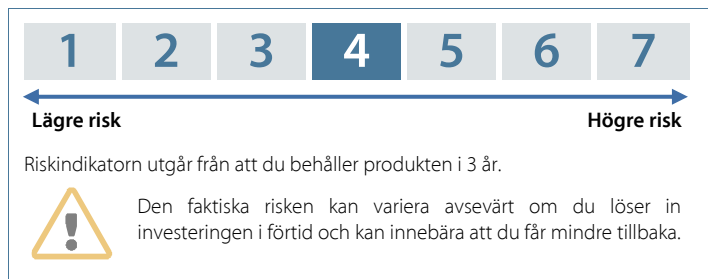 1 2 3 4 5 6 7
Lägre risk Högre risk
Riskindikatorn utgår från att du behåller produkten i 3 år.
Den faktiska risken kan variera avsevärt om du löser in
investeringen i förtid och kan innebära att du får mindre tillbaka.